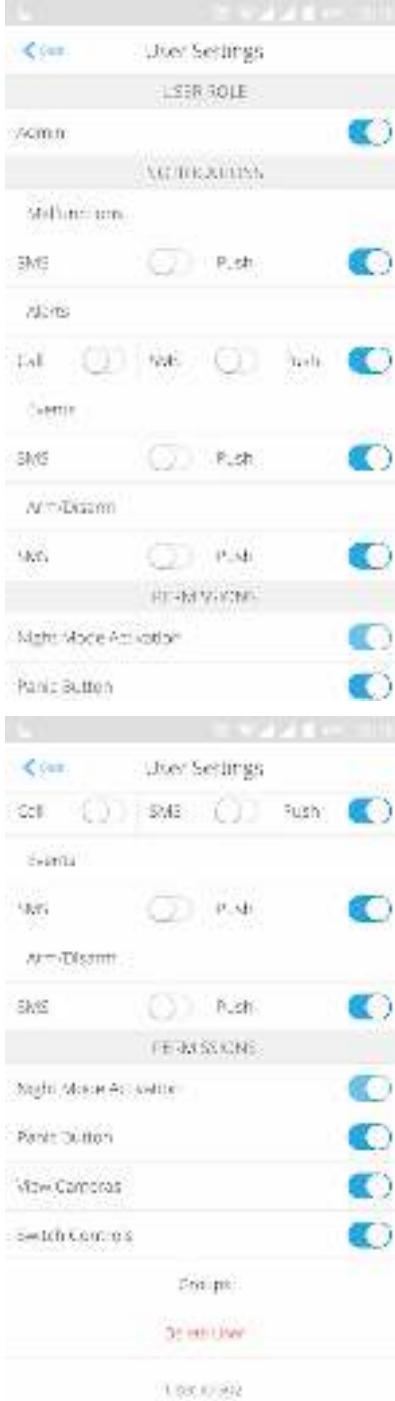 User Settings
USER ROLE
Admin
NOTIFICATIONS
Malfunctions
SMS Push
Alerts
Call SMS Push
Events
SMS Push
Arm/Disarm
SMS Push
PERMISSIONS
Night Mode Activation
Panic Button
User Settings
Call SMS Push
Events
SMS Push
Arm/Disarm
SMS Push
PERMISSIONS
Night Mode Activation
Panic Button
View Cameras
Switch Controls
Groups
Delete User